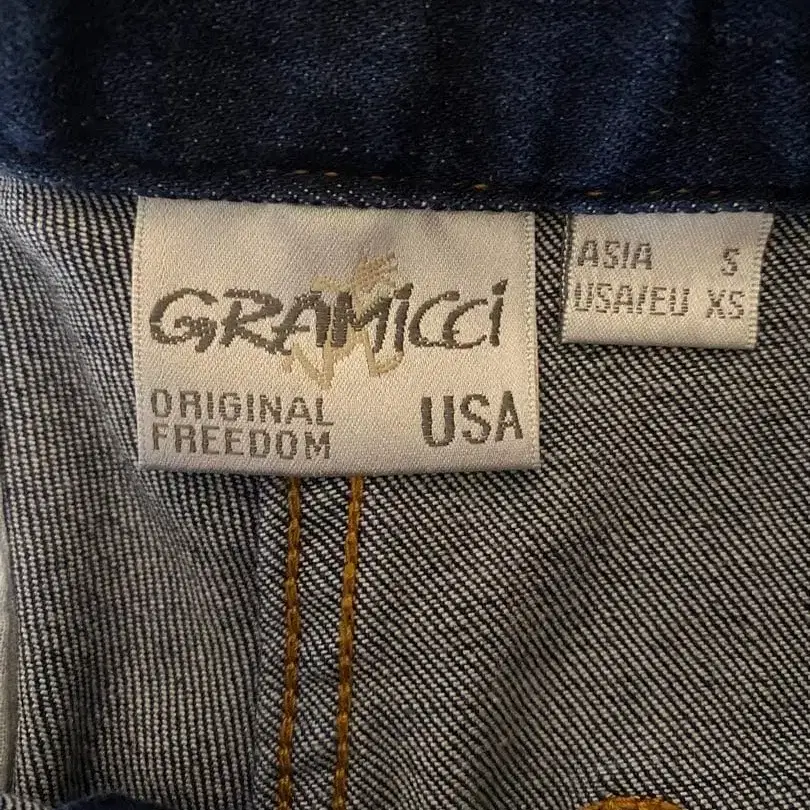 GRAMiCCi
ORIGINAL
FREEDOM
USA
ASIA S
USA/EU XS